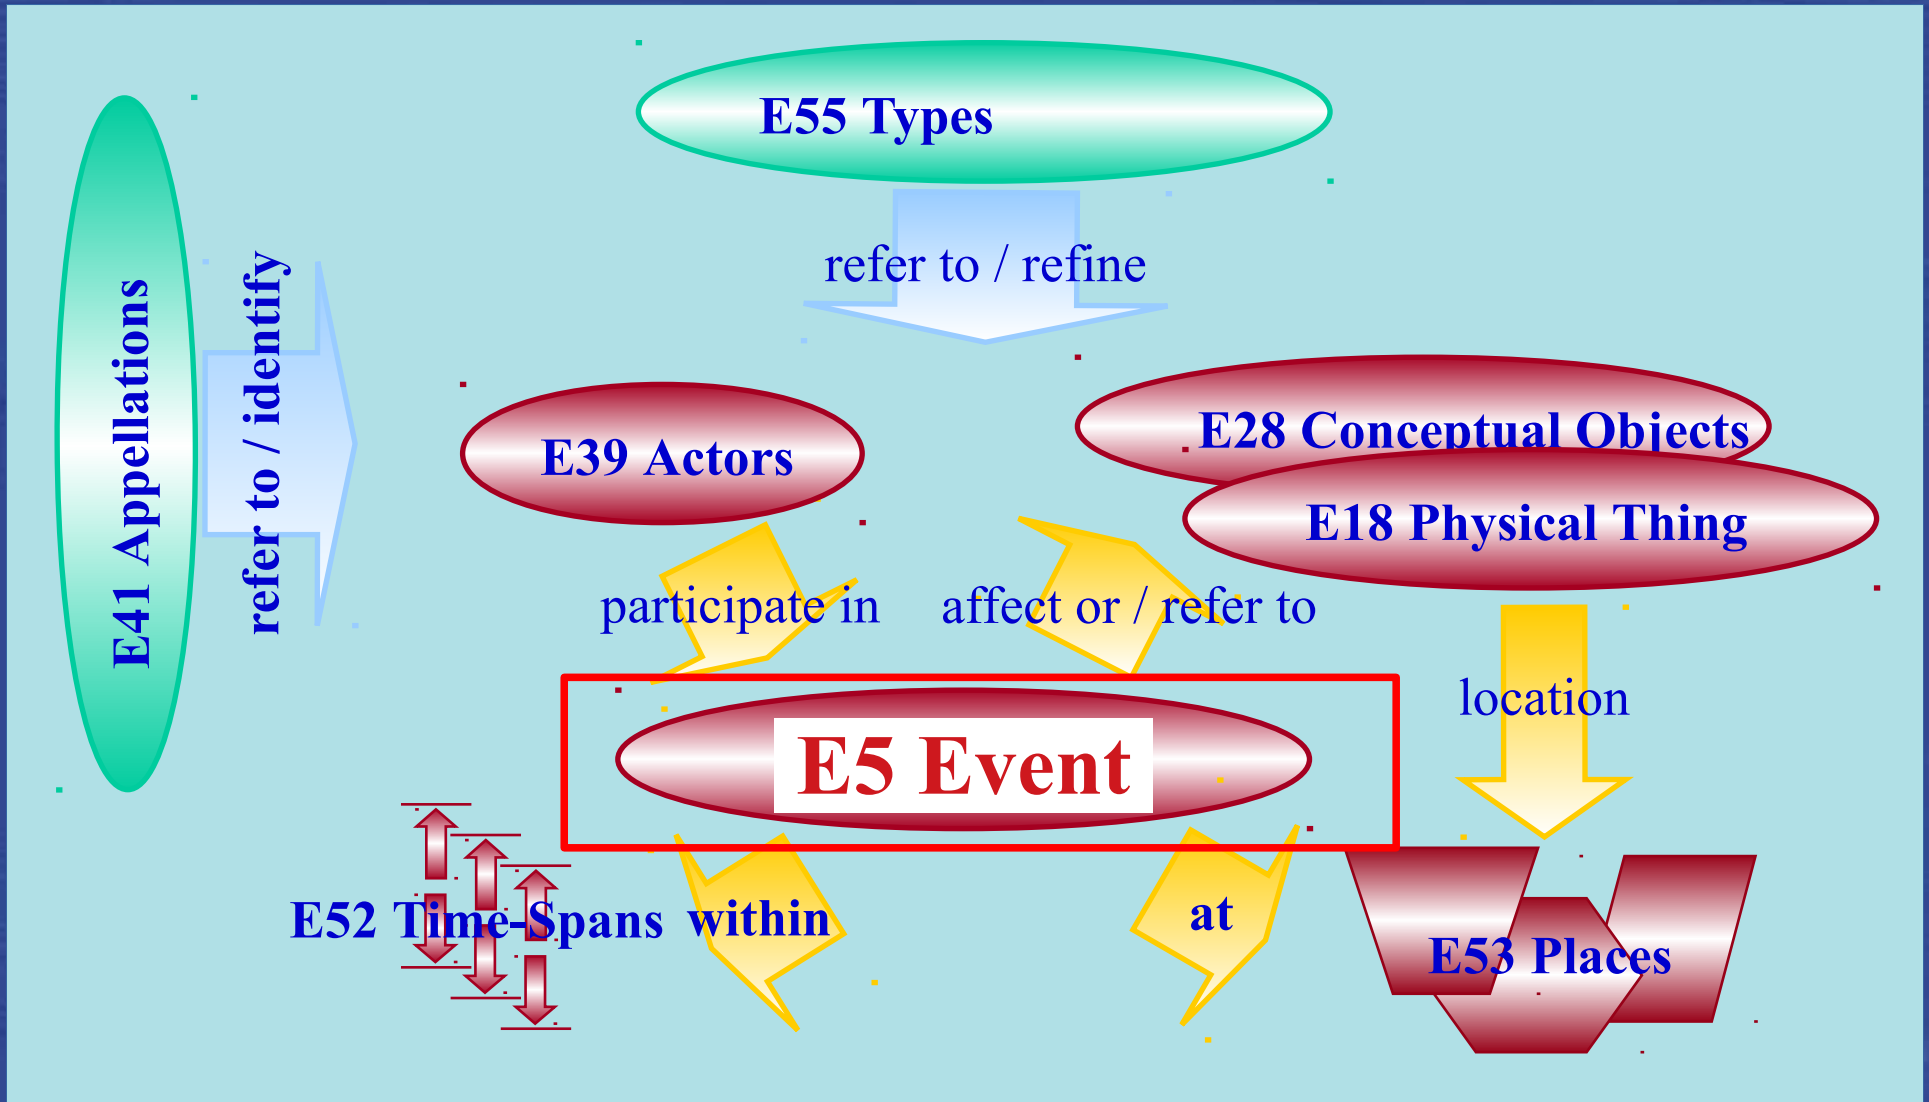 E55 Types
refer to / refine
E41 Appellations
refer to / identify
E39 Actors
E28 Conceptual Objects
E18 Physical Thing
participate in
affect or / refer to
location
E5 Event
E52 Time-Spans
within
at
E53 Places